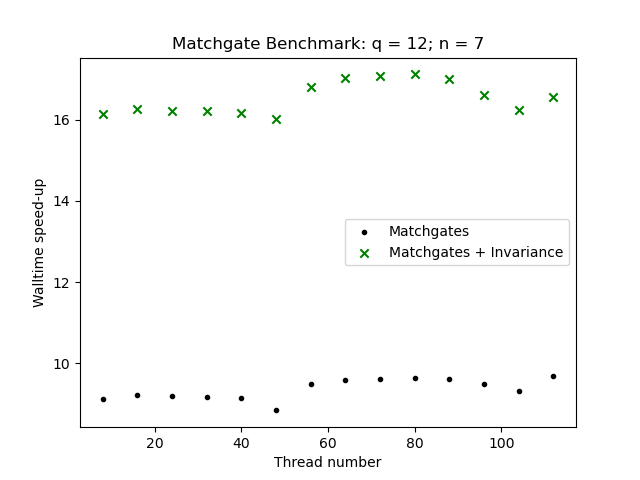 Matchgate Benchmark: q = 12; n = 7
Walltime speed-up
16
14
12
10
Matchgates
Matchgates + Invariance
20 40 60 80 100
Thread number